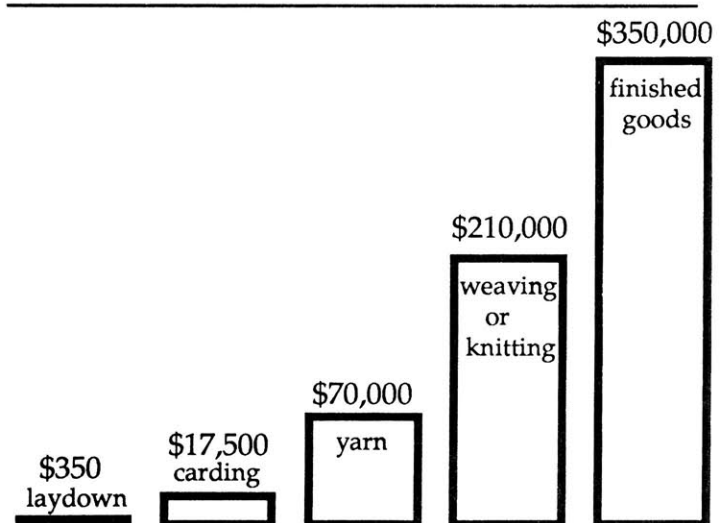 $350
laydown
$17,500
carding
$70,000
yarn
$210,000
weaving
or
knitting
$350,000
finished
goods